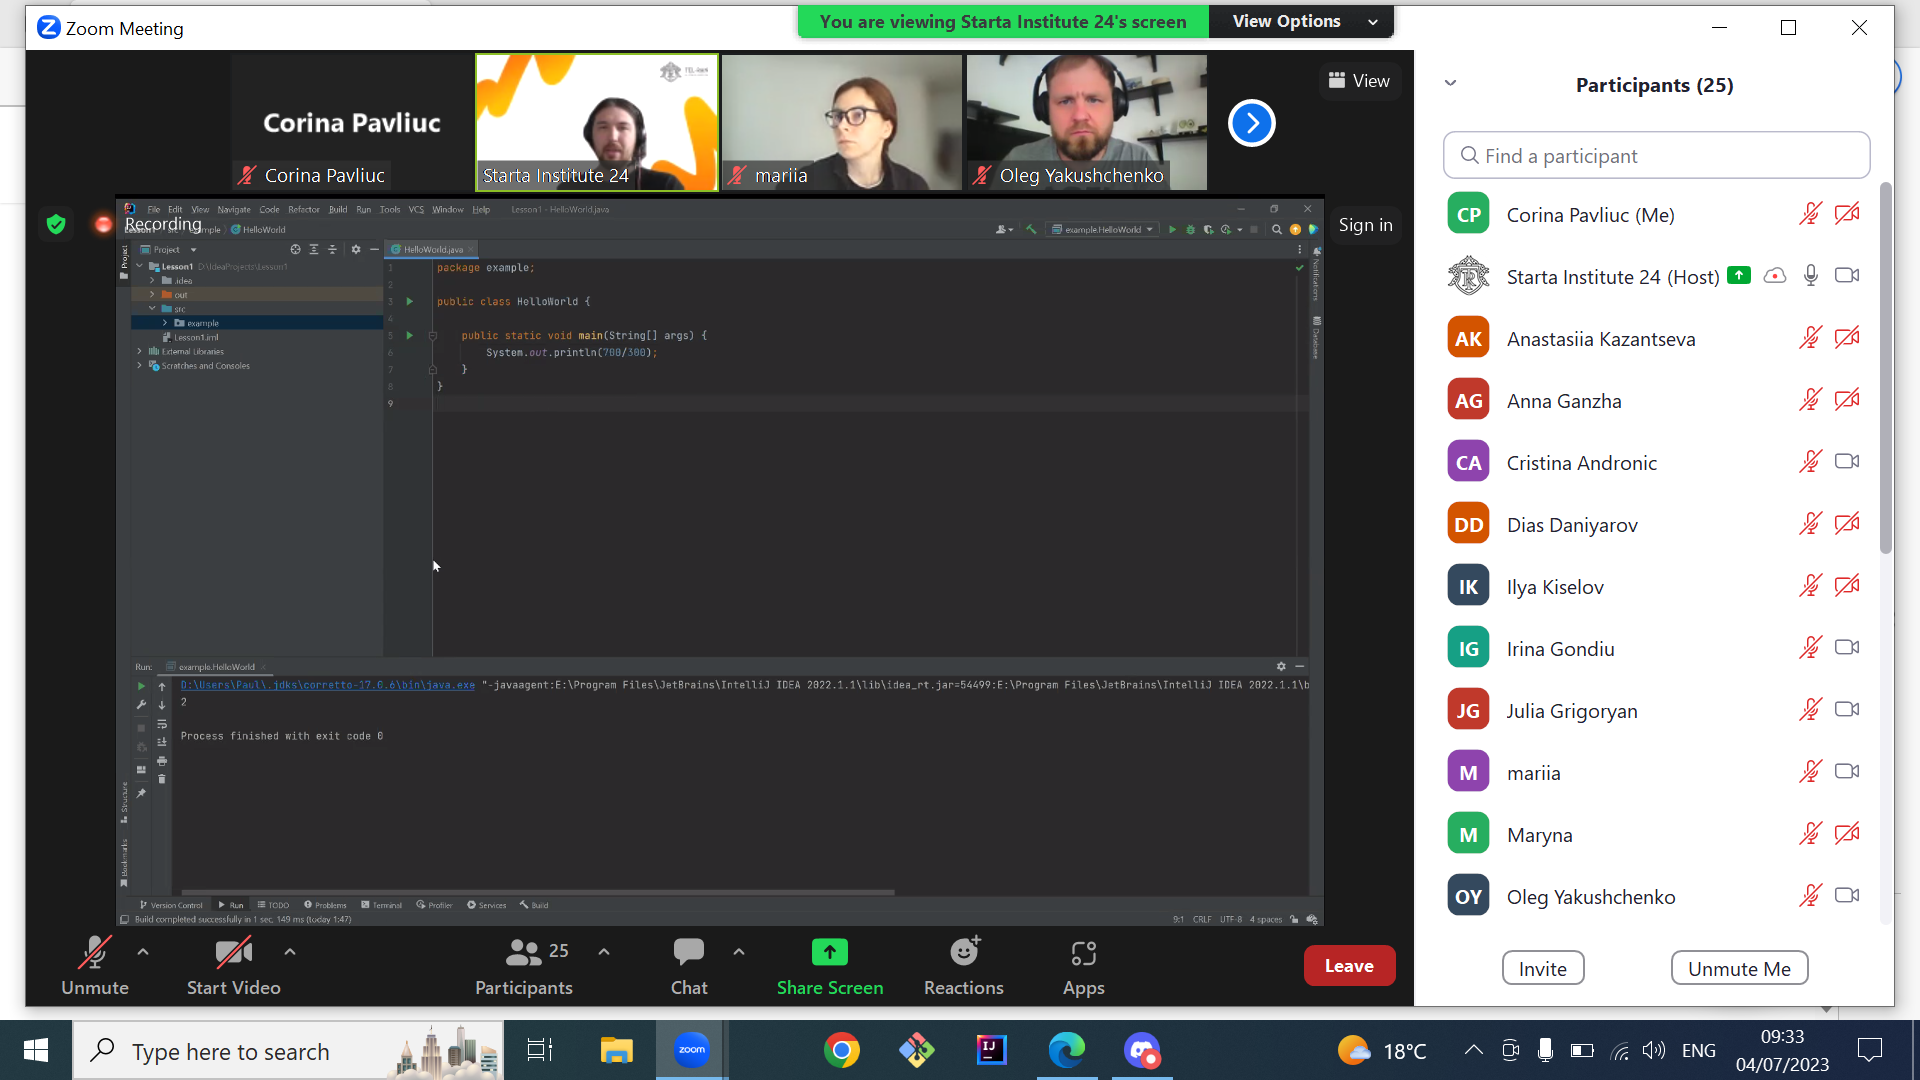 Zoom Meeting
You are viewing Starta Institute 24's screen
View Options
Corina Pavliuc
Corina Pavliuc
Starta Institute 24
mariia
Oleg Yakushchenko
View
Recording
Sign in
File Edit View Navigate Code Refactor Build Run Tools VCS Window Help
Lesson1 - HelloWorld.java
HelloWorld
example.HelloWorld
Project
Project
Lesson1 D:\IdeaProjects\Lesson1
.idea
out
src
example
Lesson1.iml
External Libraries
Scratches and Consoles
HelloWorld.java
1 package example;
2
3 public class HelloWorld {
4
5 public static void main(String[] args) {
6 System.out.println(700/300);
7 }
8 }
9
Notifications
Database
Run: example.HelloWorld
D:\Users\Paul\.jdks\corretto-17.0.6\bin\java.exe "-javaagent:E:\Program Files\JetBrains\IntelliJ IDEA 2022.1.1\lib\idea_rt.jar=54499:E:\Program Files\JetBrains\IntelliJ IDEA 2022.1.1\b
2
Process finished with exit code 0
Structure
Bookmarks
Version Control Run TODO Problems Terminal Profiler Services Build
Build completed successfully in 1 sec, 149 ms (today 1:47)
9:1 CRLF UTF-8 4 spaces
Unmute
Start Video
25
Participants
Chat
Share Screen
Reactions
Apps
Leave
Participants (25)
Find a participant
CP Corina Pavliuc (Me)
Starta Institute 24 (Host)
AK Anastasiia Kazantseva
AG Anna Ganzha
CA Cristina Andronic
DD Dias Daniyarov
IK Ilya Kiselov
IG Irina Gondiu
JG Julia Grigoryan
M mariia
M Maryna
OY Oleg Yakushchenko
Invite
Unmute Me
Type here to search
zoom
IJ
18°C
ENG
09:33
04/07/2023